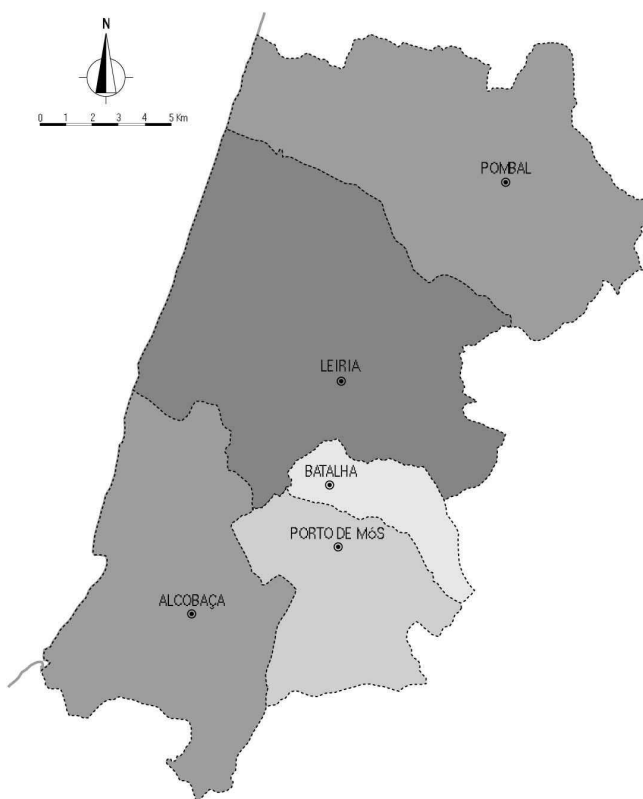 N
0 1 2 3 4 5 Km
POMBAL
LEIRIA
BATALHA
PORTO DE MóS
ALCOBAÇA